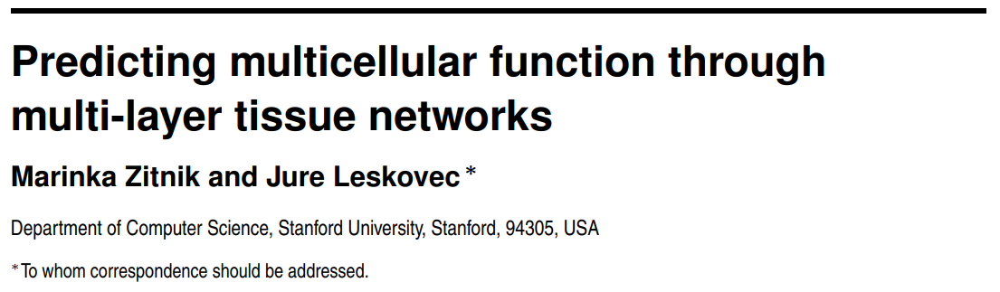 Predicting multicellular function through
multi-layer tissue networks
Marinka Zitnik and Jure Leskovec *
Department of Computer Science, Stanford University, Stanford, 94305, USA
*To whom correspondence should be addressed.